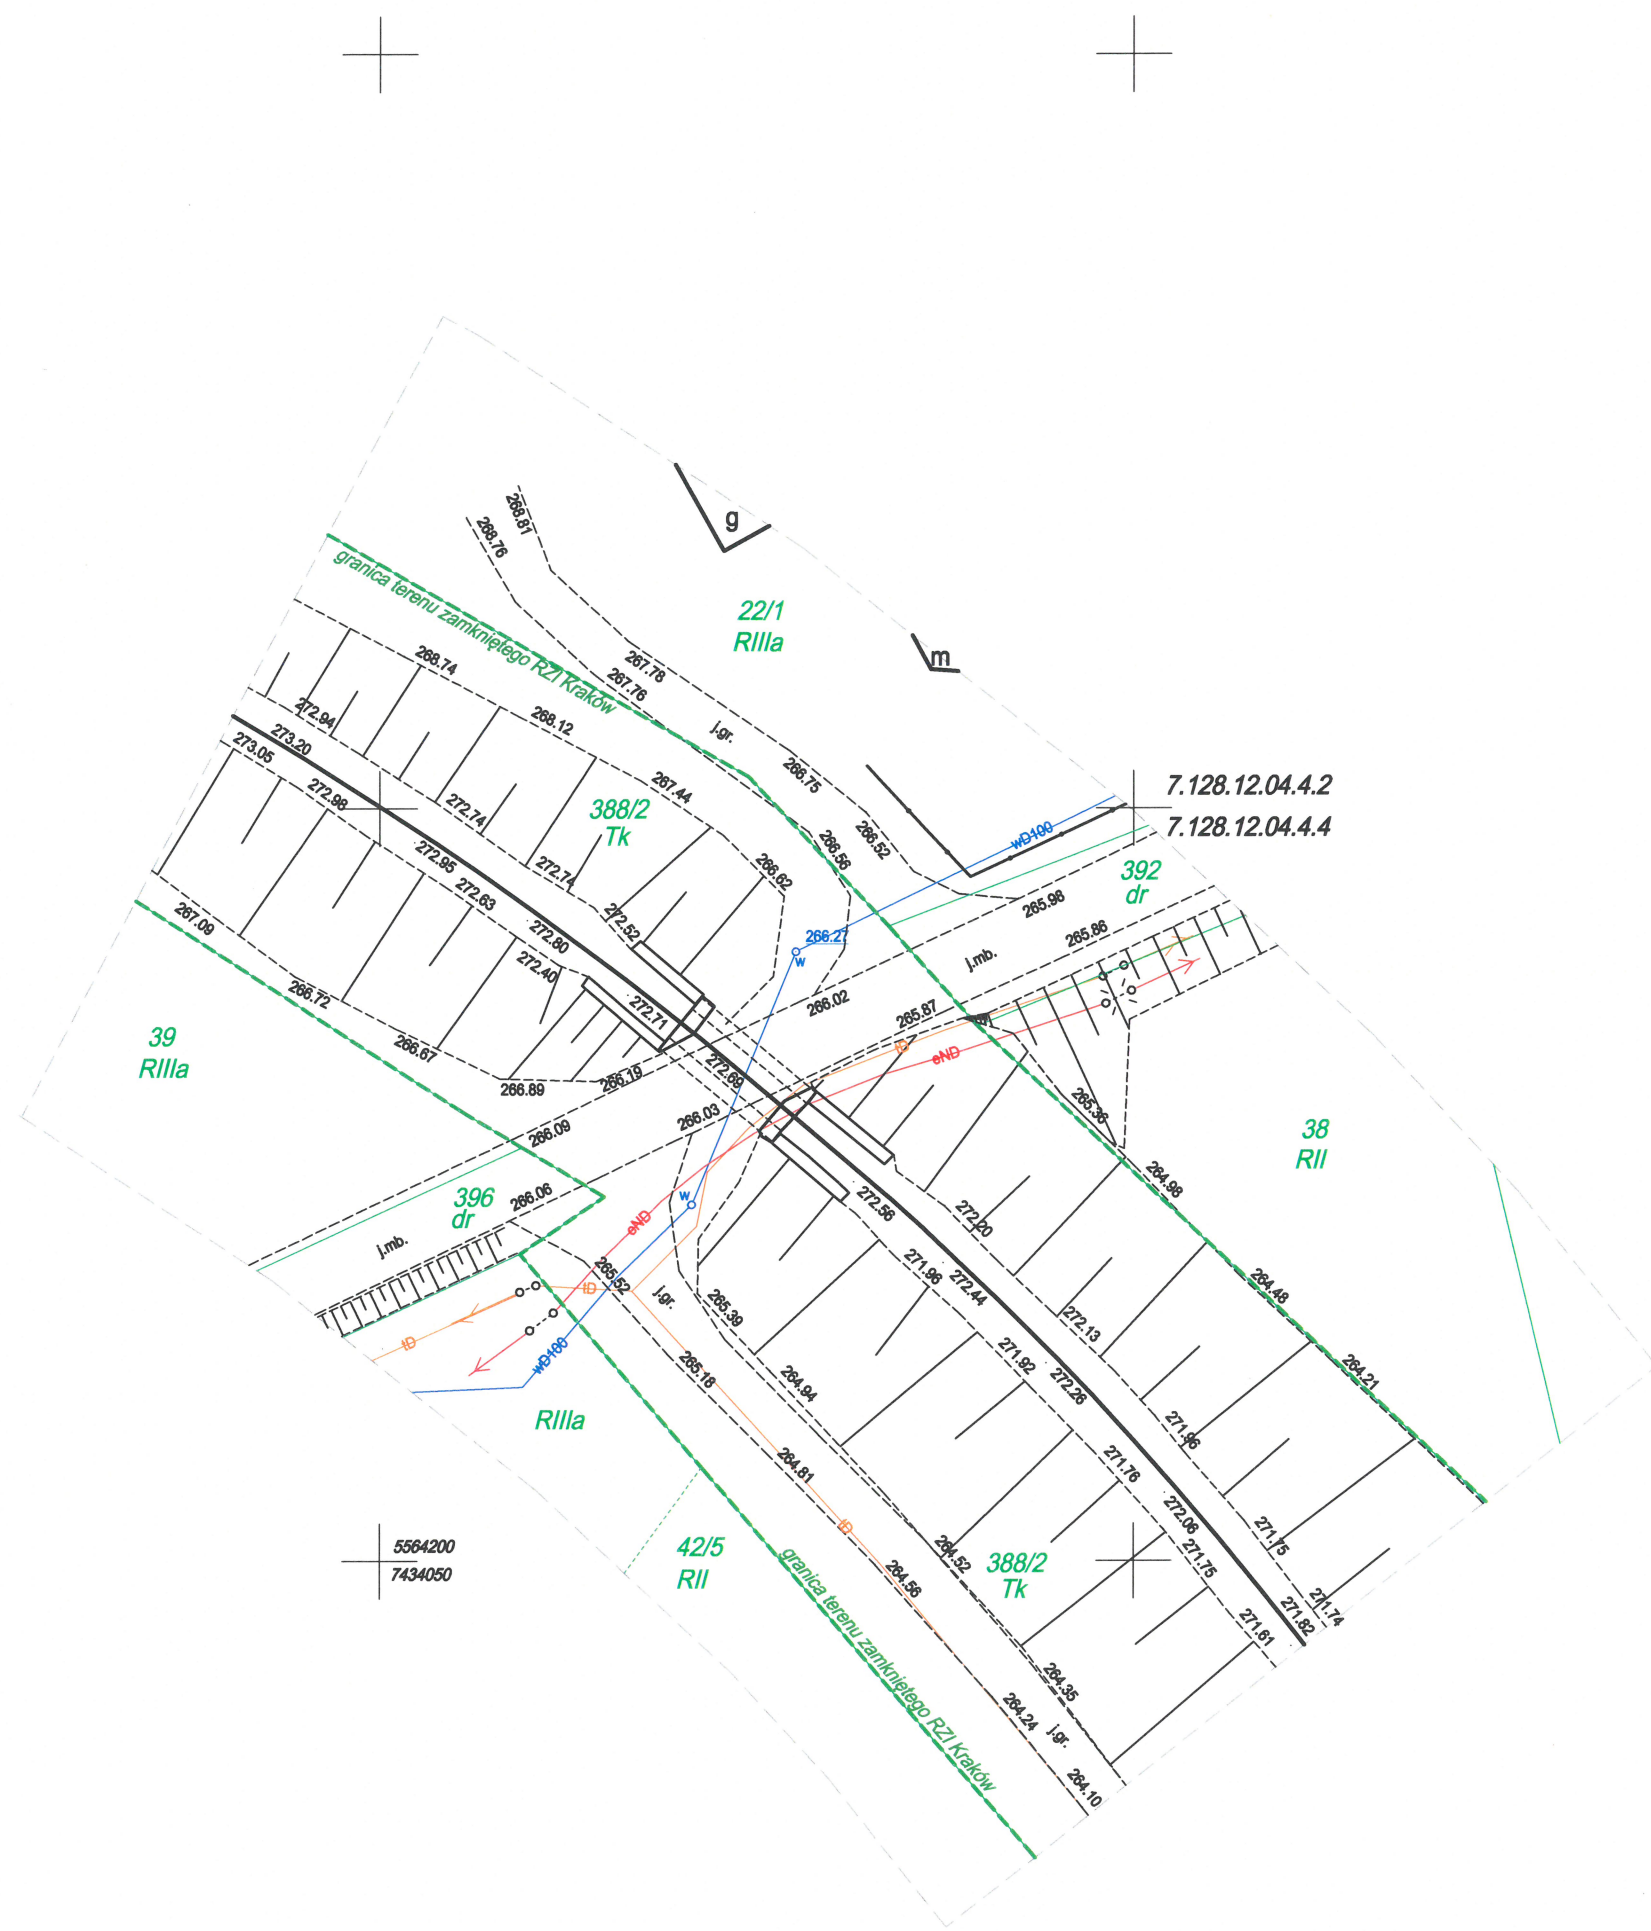 268.81
268.76
g
granica terenu zamkniętego RZI Kraków
22/1
RIIIa
m
267.78
267.76
268.74
268.12
j.gr.
272.94
273.20
273.05
272.98
267.44
266.75
7.128.12.04.4.2
7.128.12.04.4.4
388/2
Tk
272.74
266.52
wD100
266.56
272.95
272.74
266.62
392
dr
272.63
265.98
267.09
272.52
272.80
266.27
w
265.86
272.40
j.mb.
266.72
272.71
266.02
265.87
39
RIIIa
266.67
tD
eND
272.69
266.19
266.89
265.36
266.03
266.09
38
RII
264.98
396
dr
266.06
w
272.56
eND
272.20
j.mb.
265.52
tD
j.gr.
271.96
272.44
264.48
265.39
272.13
tD
wD100
265.18
271.92
272.26
264.94
264.21
RIIIa
271.96
264.81
271.76
272.06
tD
271.75
5564200
7434050
42/5
RII
264.52
271.75
388/2
Tk
264.56
granica terenu zamkniętego RZI Kraków
271.74
271.82
271.61
264.35
264.24
j.gr.
264.10